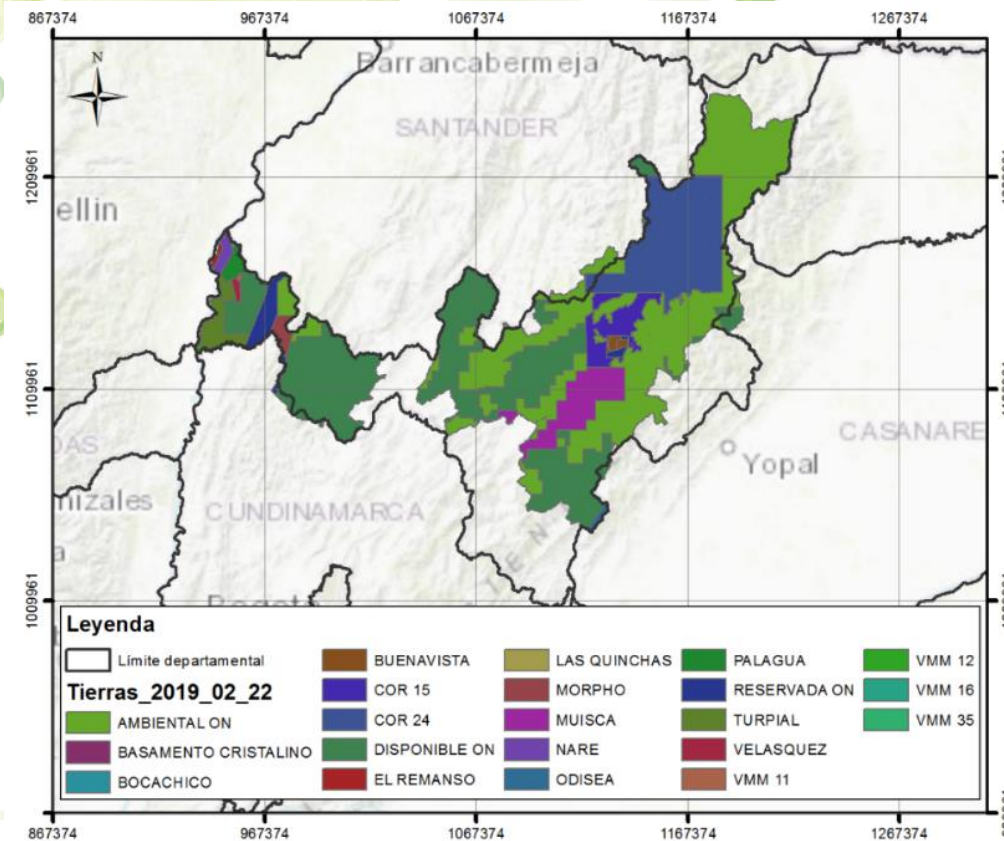 867374 967374 1067374 1167374 1267374
N
Barrancabermeja
SANTANDER
1209961
ellin
1109961
DAS
CASANARE
Yopal
nizales
CUNDINAMARCA
a
1009961
Leyenda
Límite departamental
Tierras_2019_02_22
AMBIENTAL ON
BASAMENTO CRISTALINO
BOCACHICO
BUENAVISTA
COR 15
COR 24
DISPONIBLE ON
EL REMANSO
LAS QUINCHAS
MORPHO
MUISCA
NARE
ODISEA
PALAGUA
RESERVADA ON
TURPIAL
VELASQUEZ
VMM 11
VMM 12
VMM 16
VMM 35
867374 967374 1067374 1167374 1267374